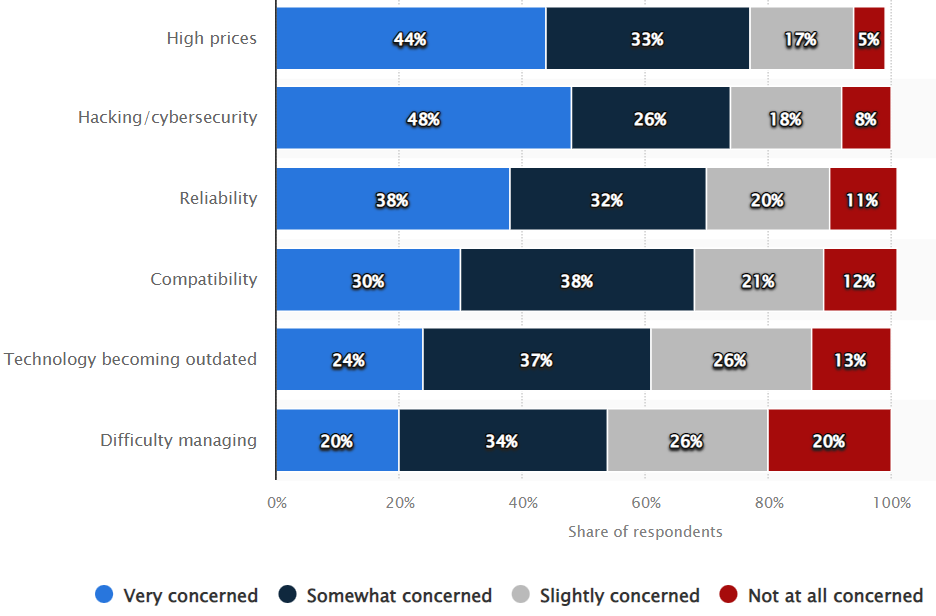 High prices 44% 33% 17% 5%
Hacking/cybersecurity 48% 26% 18% 8%
Reliability 38% 32% 20% 11%
Compatibility 30% 38% 21% 12%
Technology becoming outdated 24% 37% 26% 13%
Difficulty managing 20% 34% 26% 20%
0% 20% 40% 60% 80% 100%
Share of respondents
Very concerned Somewhat concerned Slightly concerned Not at all concerned